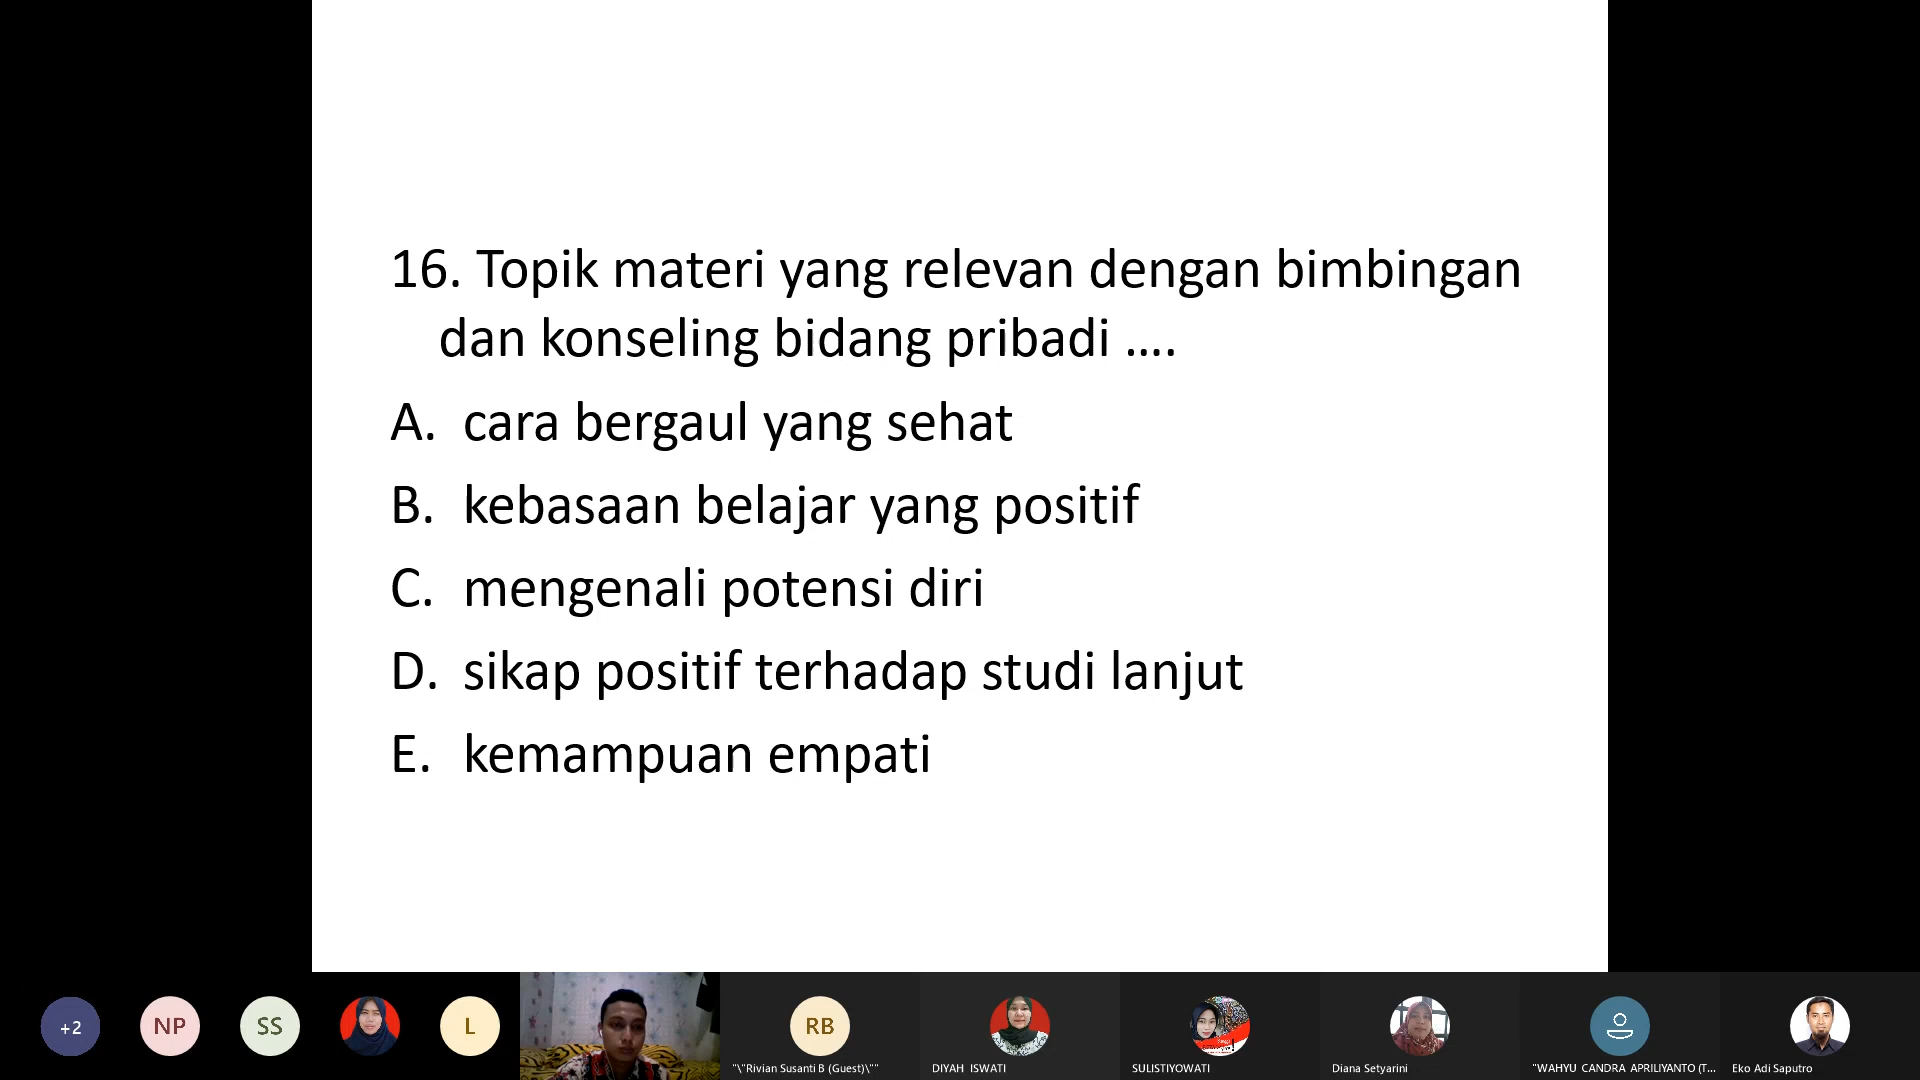 16. Topik materi yang relevan dengan bimbingan
dan konseling bidang pribadi ....
A. cara bergaul yang sehat
B. kebasaan belajar yang positif
C. mengenali potensi diri
D. sikap positif terhadap studi lanjut
E. kemampuan empati
+2
NP
SS
L
RB
"\"Rivian Susanti B (Guest)\""
DIYAH ISWATI
SULISTIYOWATI
Diana Setyarini
"WAHYU CANDRA APRILIYANTO (T...
Eko Adi Saputro